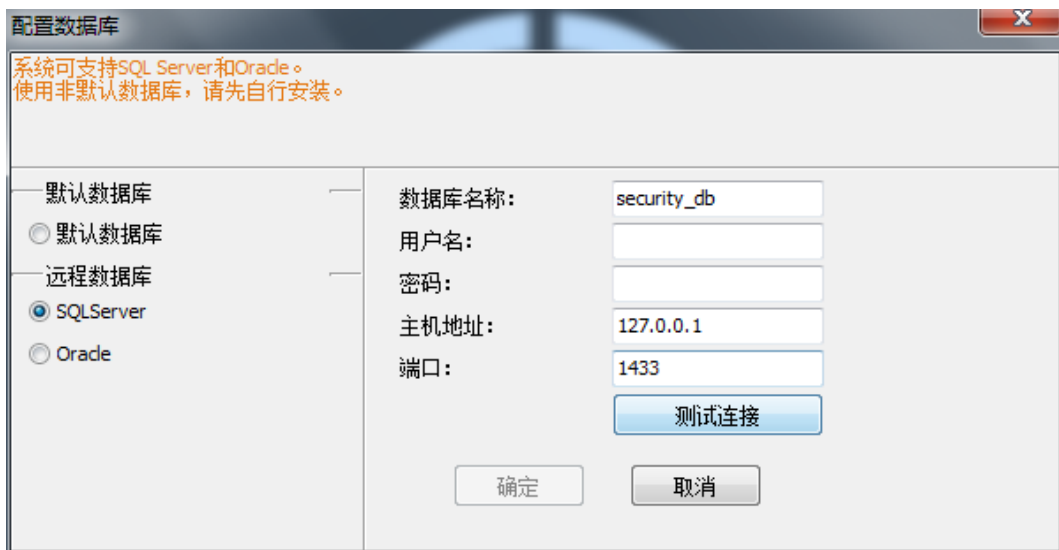 配置数据库
系统可支持SQL Server和Oracle。
使用非默认数据库，请先自行安装。
默认数据库
默认数据库
远程数据库
SQLServer
Oracle
数据库名称: security_db
用户名:
密码:
主机地址: 127.0.0.1
端口: 1433
测试连接
确定 取消